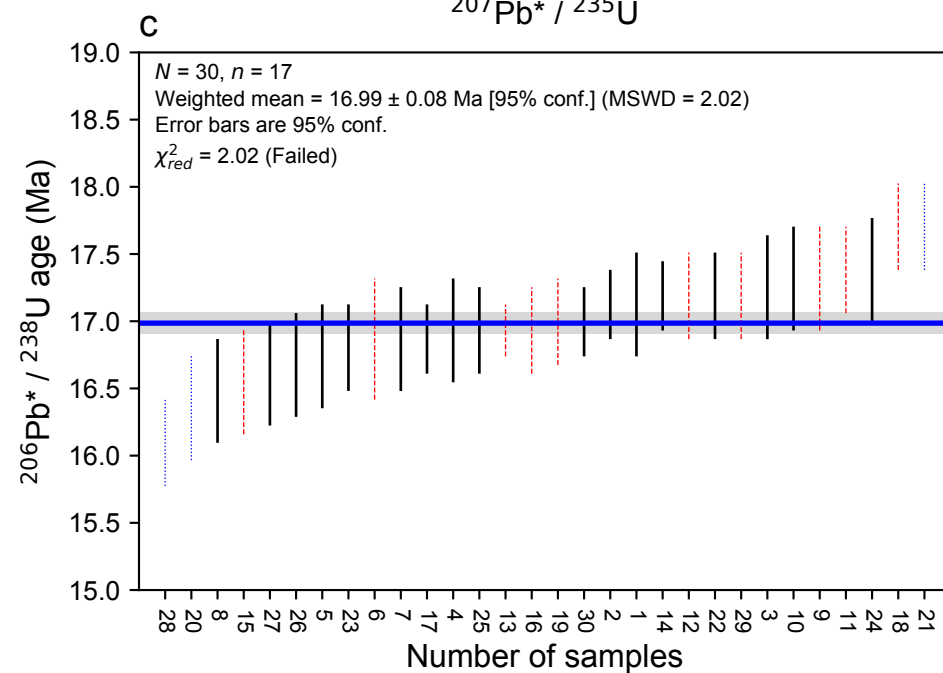 ²⁰⁷Pb* / ²³⁵U
c
N = 30, n = 17
Weighted mean = 16.99 ± 0.08 Ma [95% conf.] (MSWD = 2.02)
Error bars are 95% conf.
χ²red = 2.02 (Failed)
²⁰⁶Pb* / ²³⁸U age (Ma)
19.0
18.5
18.0
17.5
17.0
16.5
16.0
15.5
15.0
28 20 8 15 27 26 5 23 6 7 17 4 25 13 16 19 30 2 1 14 12 22 29 3 10 9 11 24 18 21
Number of samples